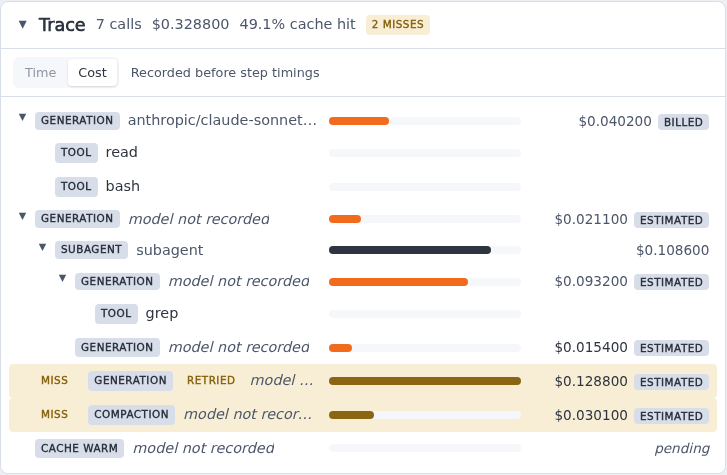 ▼ Trace 7 calls $0.328800 49.1% cache hit 2 MISSES
Time Cost Recorded before step timings
▼ GENERATION anthropic/claude-sonnet… $0.040200 BILLED
TOOL read
TOOL bash
▼ GENERATION model not recorded $0.021100 ESTIMATED
▼ SUBAGENT subagent $0.108600
▼ GENERATION model not recorded $0.093200 ESTIMATED
TOOL grep
GENERATION model not recorded $0.015400 ESTIMATED
MISS GENERATION RETRIED model … $0.128800 ESTIMATED
MISS COMPACTION model not recor… $0.030100 ESTIMATED
CACHE WARM model not recorded pending